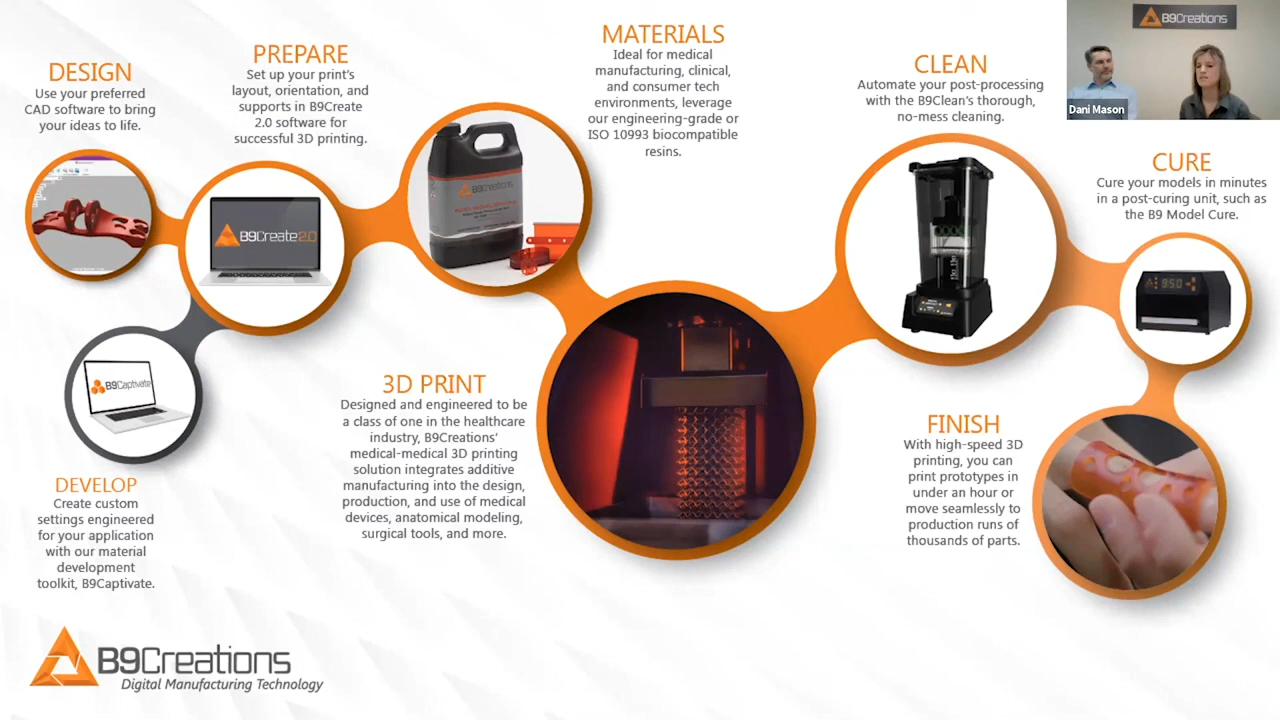 DESIGN
Use your preferred
CAD software to bring
your ideas to life.
PREPARE
Set up your print's
layout, orientation, and
supports in B9Create
2.0 software for
successful 3D printing.
MATERIALS
Ideal for medical
manufacturing, clinical,
and consumer tech
environments, leverage
our engineering-grade or
ISO 10993 biocompatible
resins.
CLEAN
Automate your post-processing
with the B9Clean's thorough,
no-mess cleaning.
B9Creations
Dani Mason
CURE
Cure your models in minutes
in a post-curing unit, such as
the B9 Model Cure.
B9Create 2.0
B9Creations
950
B9Captivate
3D PRINT
Designed and engineered to be
a class of one in the healthcare
industry, B9Creations'
medical-medical 3D printing
solution integrates additive
manufacturing into the design,
production, and use of medical
devices, anatomical modeling,
surgical tools, and more.
FINISH
With high-speed 3D
printing, you can
print prototypes in
under an hour or
move seamlessly to
production runs of
thousands of parts.
DEVELOP
Create custom
settings engineered
for your application
with our material
development
toolkit, B9Captivate.
B9Creations
Digital Manufacturing Technology